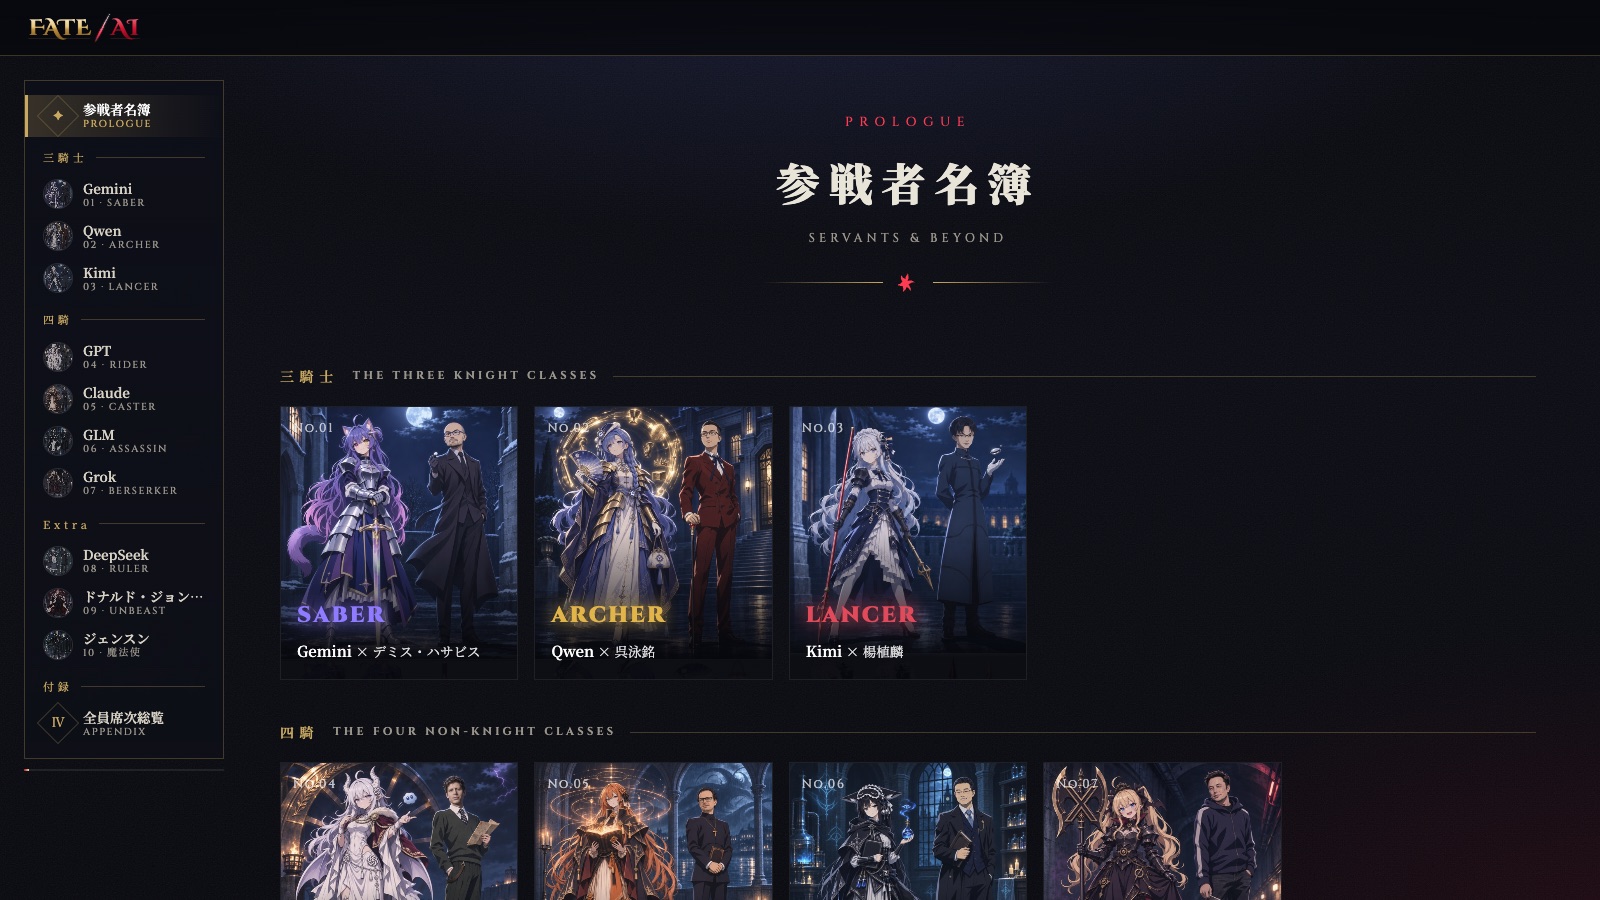 FATE/AI
参戦者名簿
PROLOGUE
三騎士
Gemini
01 · SABER
Qwen
02 · ARCHER
Kimi
03 · LANCER
四騎
GPT
04 · RIDER
Claude
05 · CASTER
GLM
06 · ASSASSIN
Grok
07 · BERSERKER
Extra
DeepSeek
08 · RULER
ドナルド・ジョン…
09 · UNBEAST
ジェンスン
10 · 魔法使
付録
IV
全員席次総覧
APPENDIX
PROLOGUE
参戦者名簿
SERVANTS & BEYOND
三騎士 THE THREE KNIGHT CLASSES
No.01
SABER
Gemini × デミス・ハサビス
No.02
ARCHER
Qwen × 呉泳銘
No.03
LANCER
Kimi × 楊植麟
四騎 THE FOUR NON-KNIGHT CLASSES
No.04
No.05
No.06
No.07